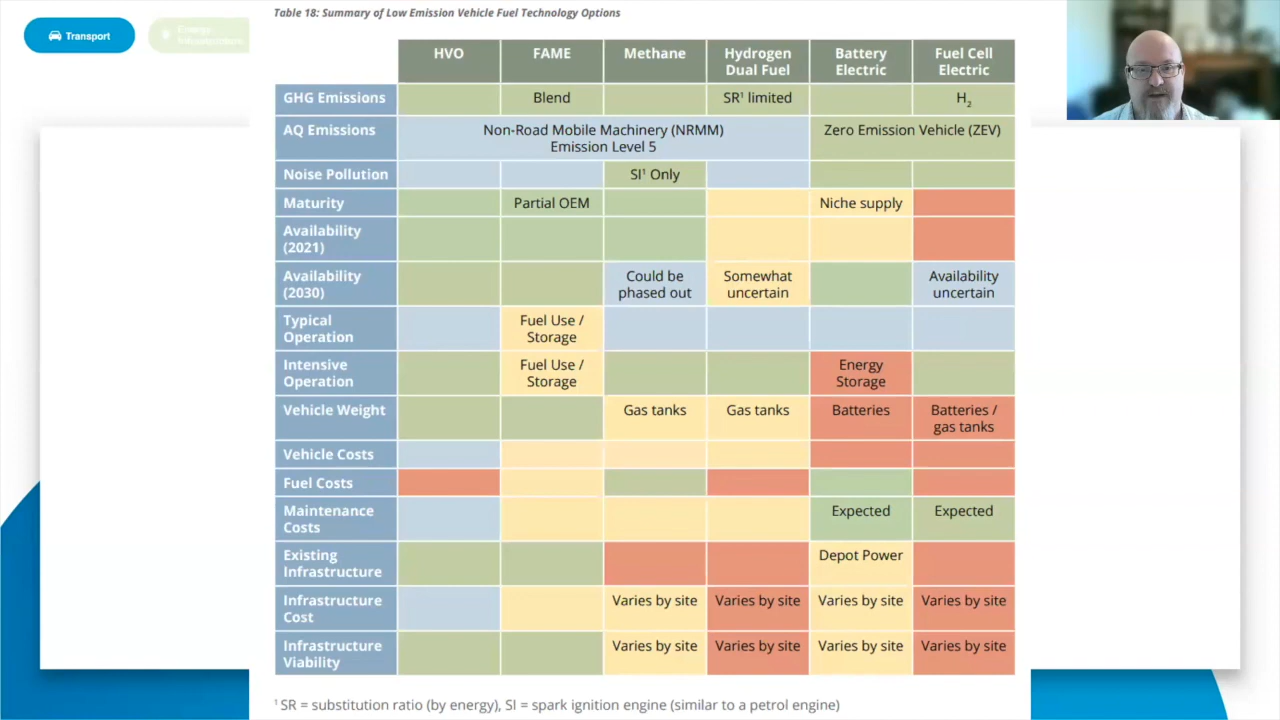 Table 18: Summary of Low Emission Vehicle Fuel Technology Options
Transport
Energy
Infrastructure
HVO
FAME
Methane
Hydrogen
Dual Fuel
Battery
Electric
Fuel Cell
Electric
GHG Emissions
Blend
SR¹ limited
H₂
AQ Emissions
Non-Road Mobile Machinery (NRMM)
Emission Level 5
Zero Emission Vehicle (ZEV)
Noise Pollution
SI¹ Only
Maturity
Partial OEM
Niche supply
Availability
(2021)
Availability
(2030)
Could be
phased out
Somewhat
uncertain
Availability
uncertain
Typical
Operation
Fuel Use /
Storage
Intensive
Operation
Fuel Use /
Storage
Energy
Storage
Vehicle Weight
Gas tanks
Gas tanks
Batteries
Batteries /
gas tanks
Vehicle Costs
Fuel Costs
Maintenance
Costs
Expected
Expected
Existing
Infrastructure
Depot Power
Infrastructure
Cost
Varies by site
Varies by site
Varies by site
Varies by site
Infrastructure
Viability
Varies by site
Varies by site
Varies by site
Varies by site
¹ SR = substitution ratio (by energy), SI = spark ignition engine (similar to a petrol engine)